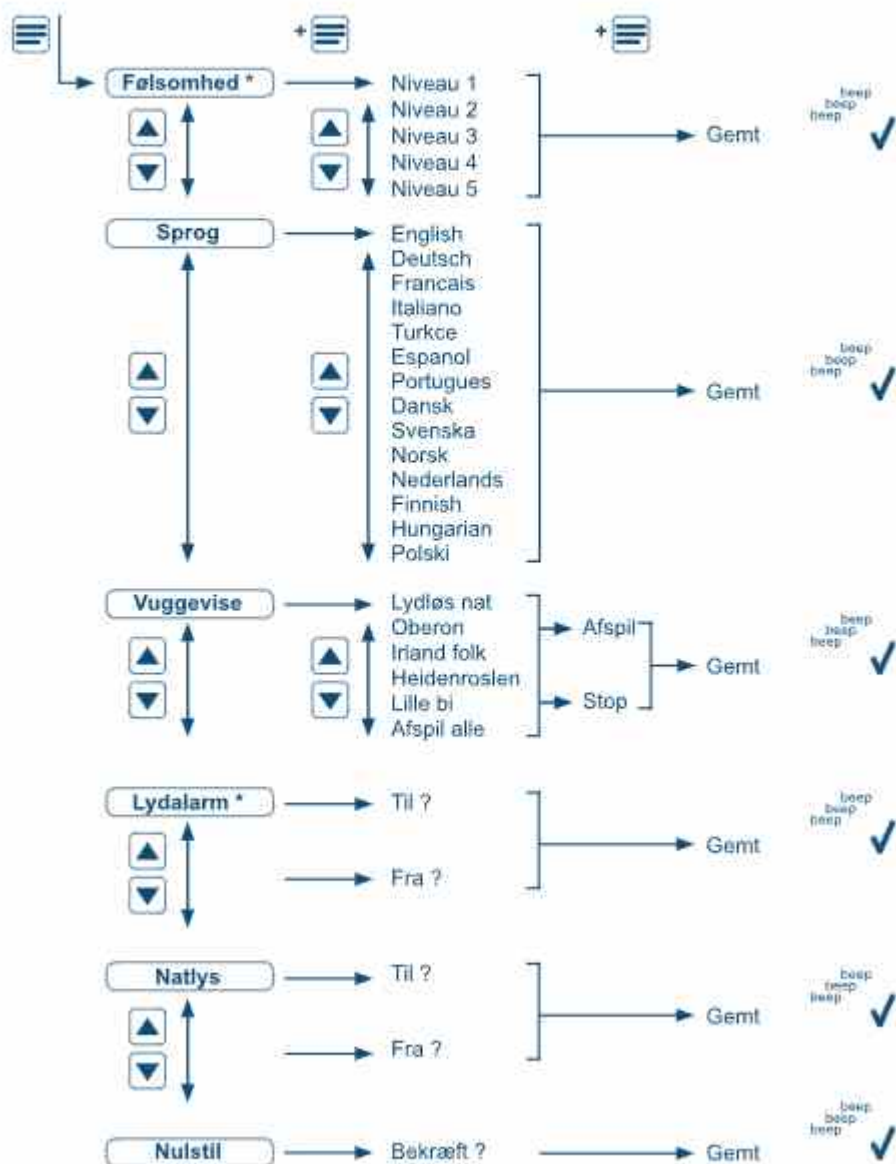 Følsomhed *
Niveau 1
Niveau 2
Niveau 3
Niveau 4
Niveau 5
Gemt
beep
beep
beep
Sprog
English
Deutsch
Francais
Italiano
Turkce
Espanol
Portugues
Dansk
Svenska
Norsk
Nederlands
Finnish
Hungarian
Polski
Gemt
beep
beep
beep
Vuggevise
Lydløs nat
Oberon
Irland folk
Heidenroslen
Lille bi
Afspil alle
Afspil
Stop
Gemt
beep
beep
beep
Lydalarm *
Til ?
Fra ?
Gemt
beep
beep
beep
Natlys
Til ?
Fra ?
Gemt
beep
beep
beep
Nulstil
Bekræft ?
Gemt
beep
beep
beep